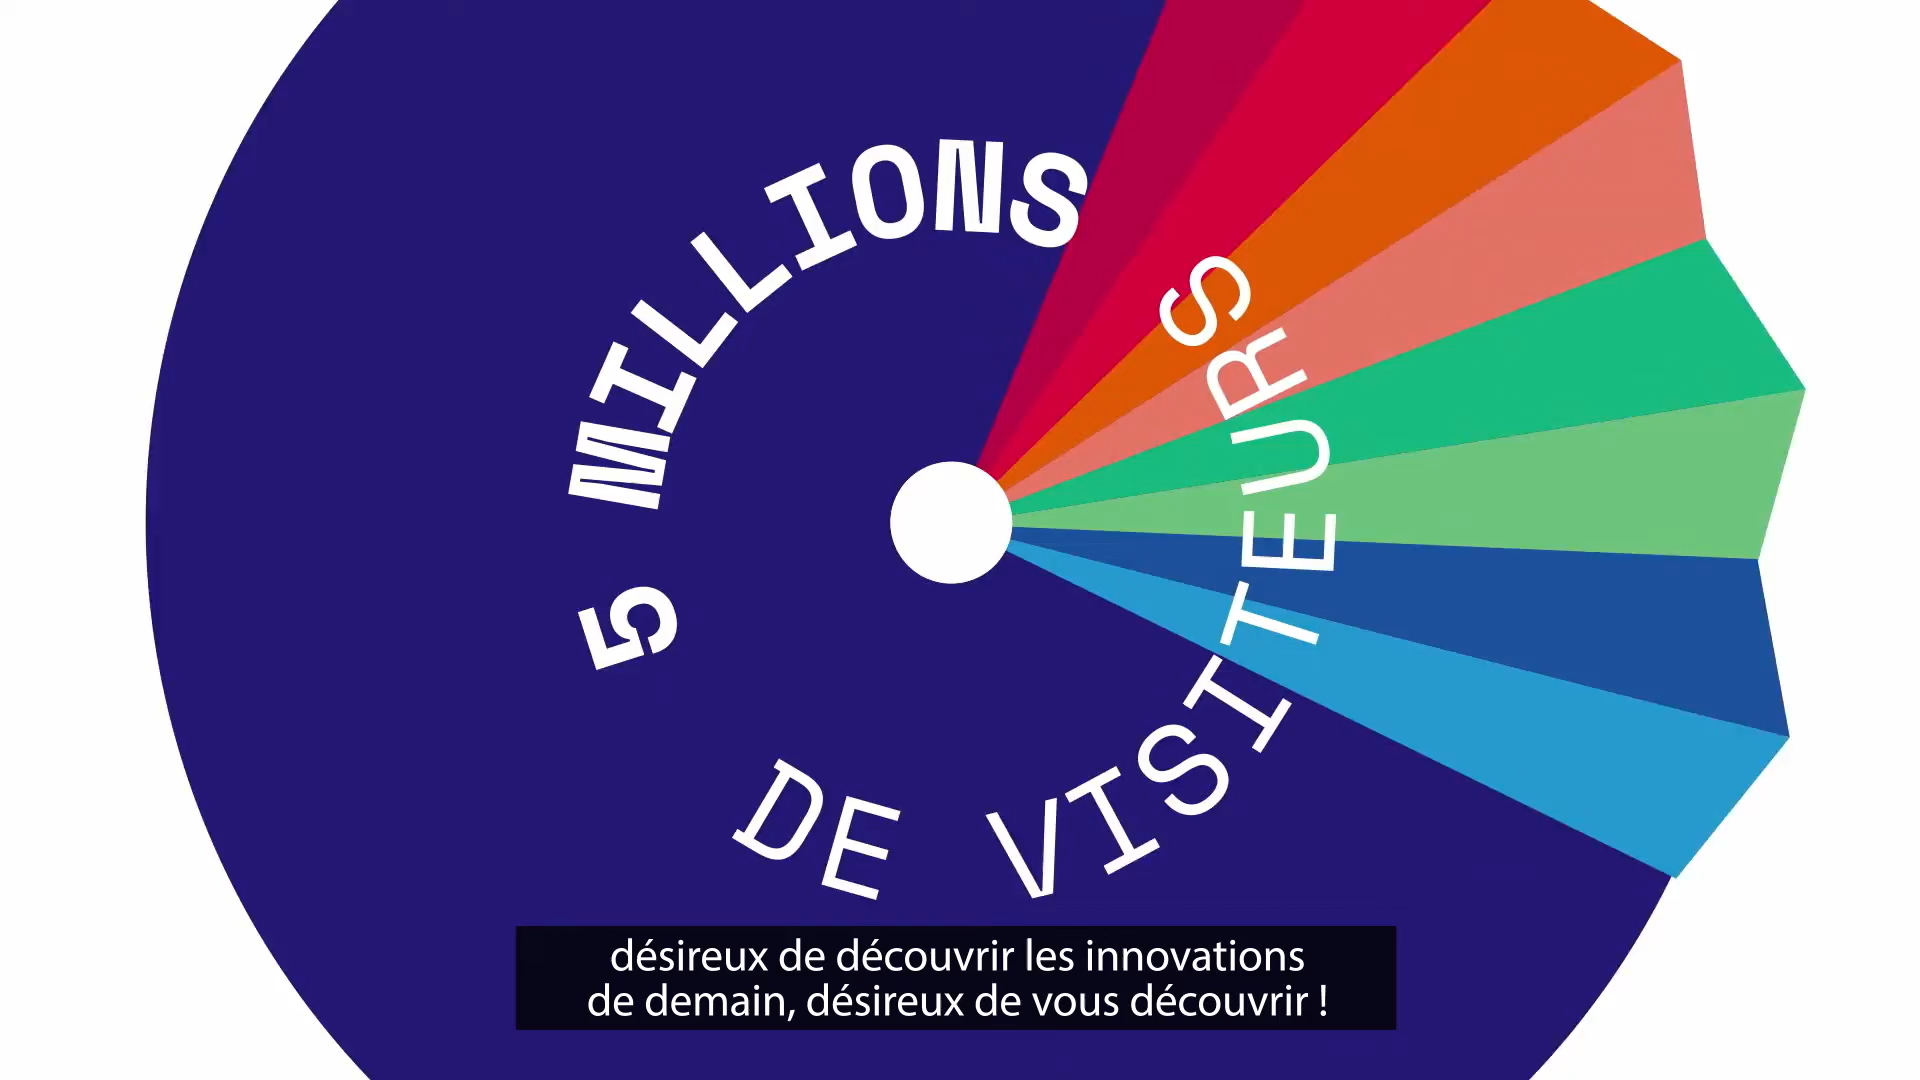 5 MILLIONS
DE VISITEURS
désireux de découvrir les innovations
de demain, désireux de vous découvrir !